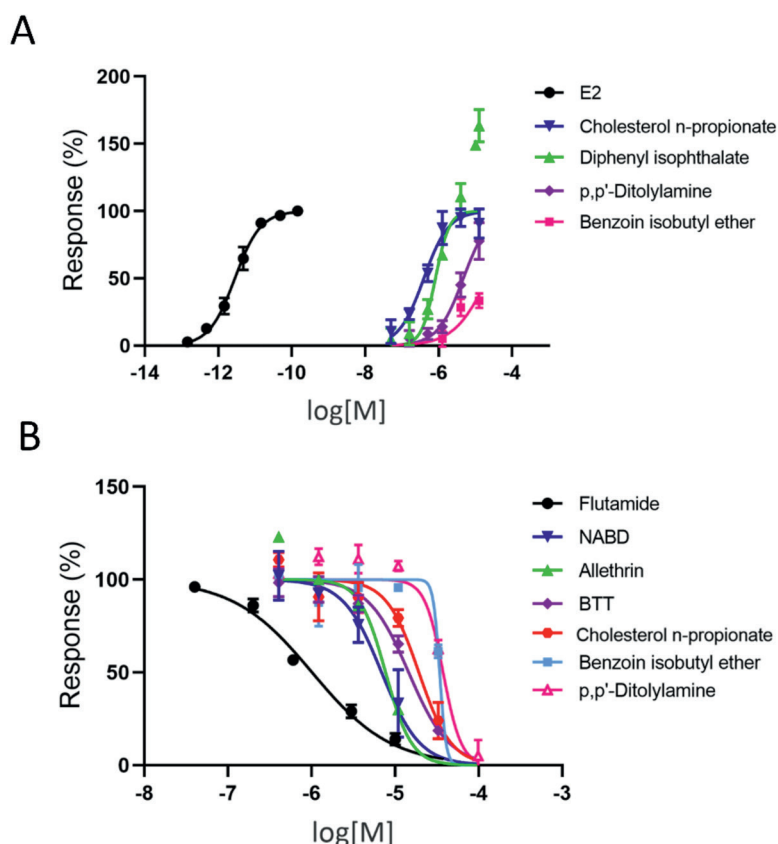 A
Response (%)
200
150
100
50
0
-14
-12
-10
-8
-6
-4
log[M]
E2
Cholesterol n-propionate
Diphenyl isophthalate
p,p'-Ditolylamine
Benzoin isobutyl ether
B
Response (%)
150
100
50
0
-8
-7
-6
-5
-4
-3
log[M]
Flutamide
NABD
Allethrin
BTT
Cholesterol n-propionate
Benzoin isobutyl ether
p,p'-Ditolylamine